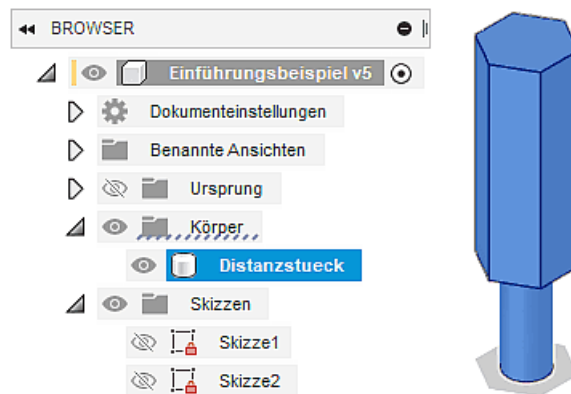 BROWSER
Einführungsbeispiel v5
Dokumenteinstellungen
Benannte Ansichten
Ursprung
Körper
Distanzstueck
Skizzen
Skizze1
Skizze2